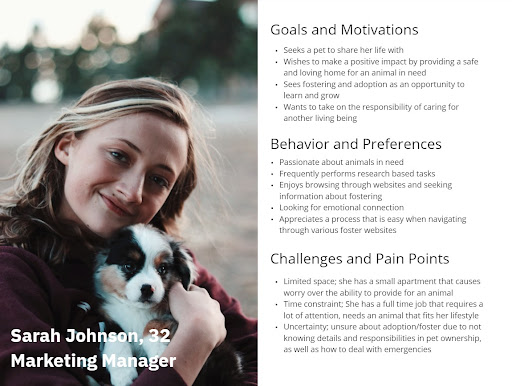 Goals and Motivations
• Seeks a pet to share her life with
• Wishes to make a positive impact by providing a safe
and loving home for an animal in need
• Sees fostering and adoption as an opportunity to
learn and grow
• Wants to take on the responsibility of caring for
another living being
Behavior and Preferences
• Passionate about animals in need
• Frequently performs research based tasks
• Enjoys browsing through websites and seeking
information about fostering
• Looking for emotional connection
• Appreciates a process that is easy when navigating
through various foster websites
Challenges and Pain Points
• Limited space; she has a small apartment that causes
worry over the ability to provide for an animal
• Time constraint; She has a full time job that requires a
lot of attention, needs an animal that fits her lifestyle
• Uncertainty; unsure about adoption/foster due to not
knowing details and responsibilities in pet ownership,
as well as how to deal with emergencies
Sarah Johnson, 32
Marketing Manager